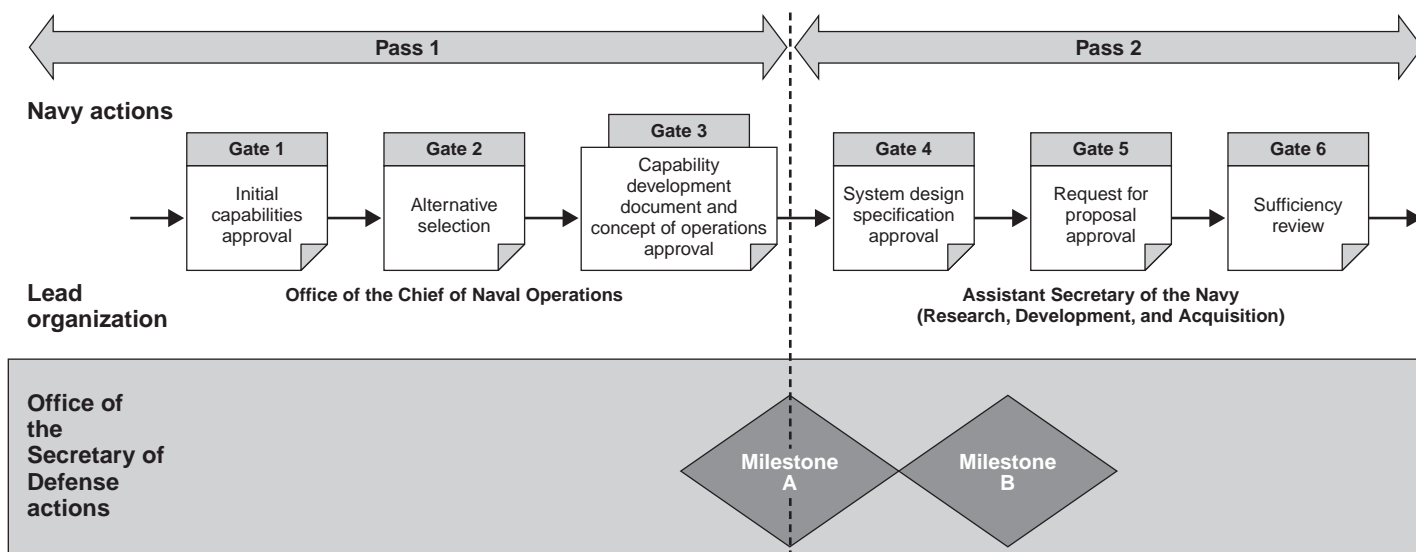 Pass 1
Pass 2
Navy actions
Gate 1
Initial
capabilities
approval
Gate 2
Alternative
selection
Gate 3
Capability
development
document and
concept of operations
approval
Gate 4
System design
specification
approval
Gate 5
Request for
proposal
approval
Gate 6
Sufficiency
review
Lead
organization
Office of the Chief of Naval Operations
Assistant Secretary of the Navy
(Research, Development, and Acquisition)
Office of
the
Secretary of
Defense
actions
Milestone
A
Milestone
B